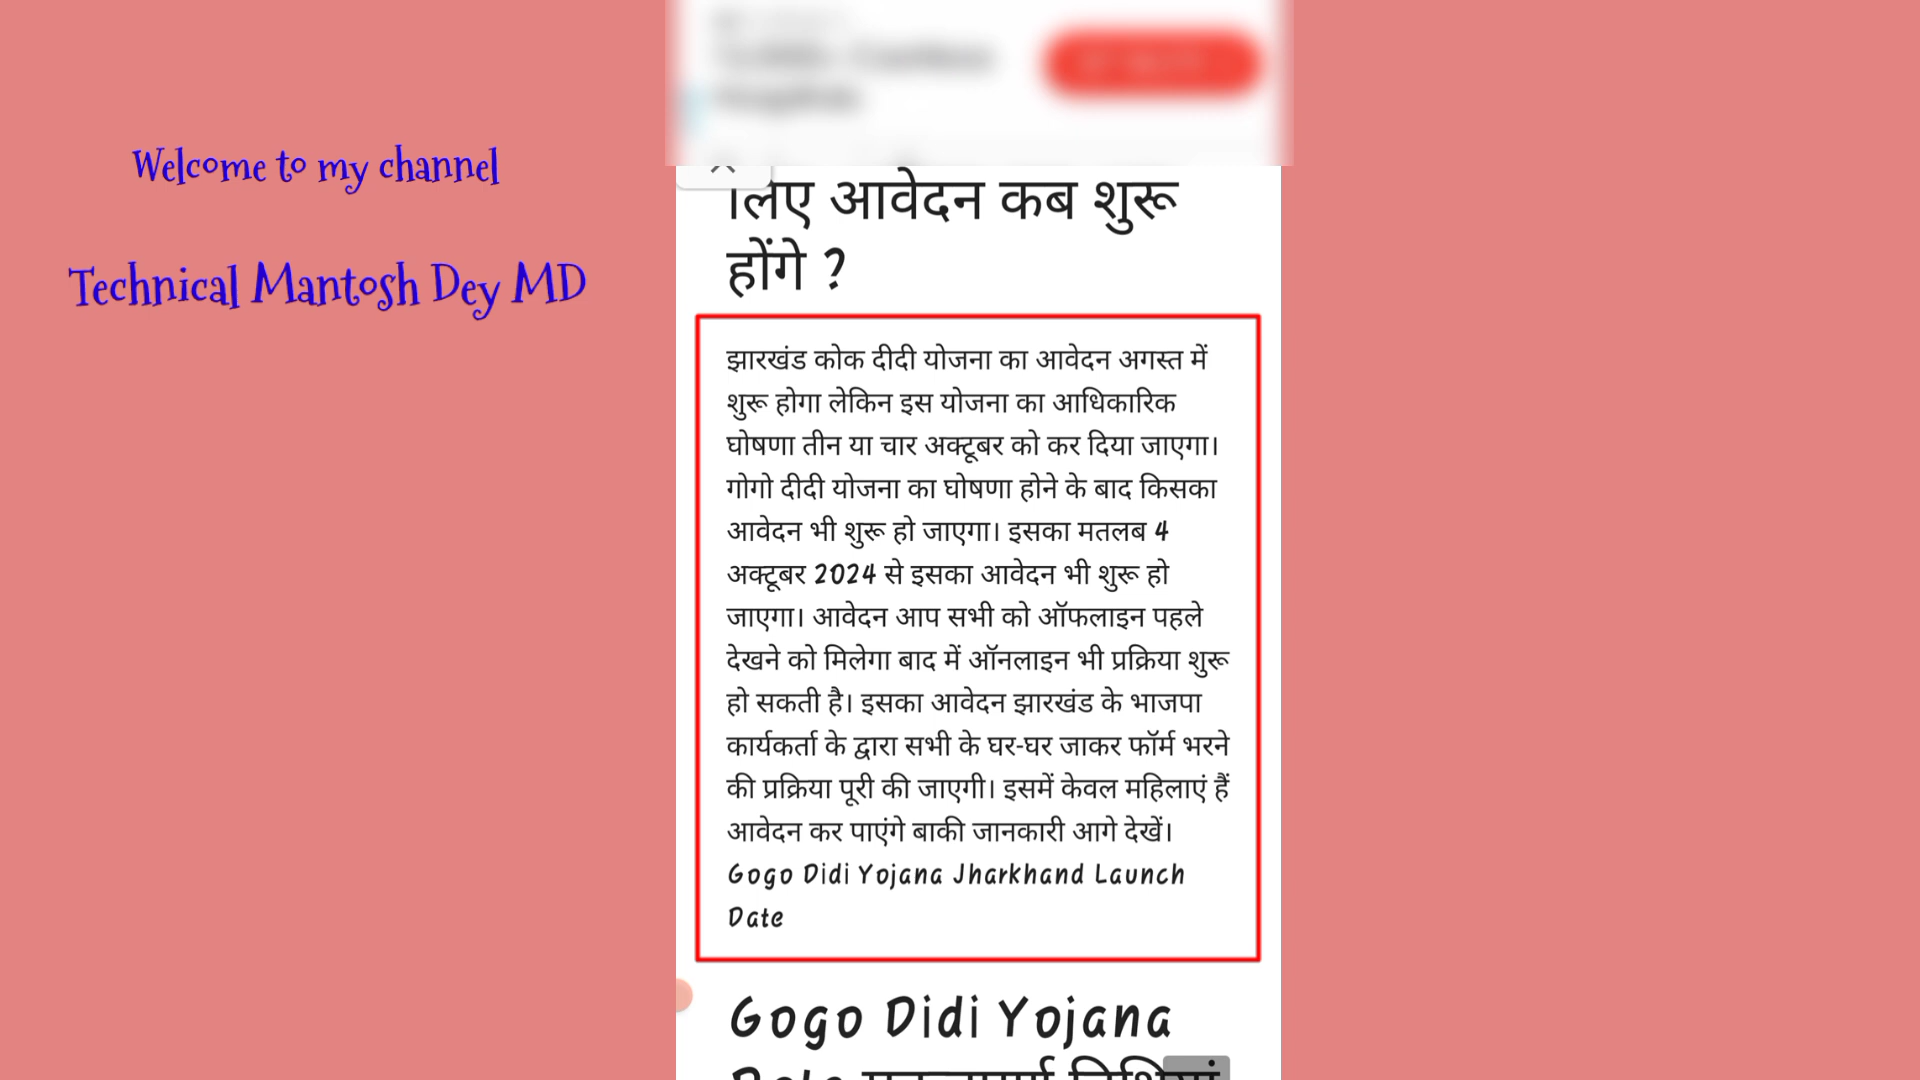 Welcome to my channel
Technical Mantosh Dey MD
लिए आवेदन कब शुरू
होंगे ?
झारखंड कोक दीदी योजना का आवेदन अगस्त में
शुरू होगा लेकिन इस योजना का आधिकारिक
घोषणा तीन या चार अक्टूबर को कर दिया जाएगा।
गोगो दीदी योजना का घोषणा होने के बाद किसका
आवेदन भी शुरू हो जाएगा। इसका मतलब 4
अक्टूबर 2024 से इसका आवेदन भी शुरू हो
जाएगा। आवेदन आप सभी को ऑफलाइन पहले
देखने को मिलेगा बाद में ऑनलाइन भी प्रक्रिया शुरू
हो सकती है। इसका आवेदन झारखंड के भाजपा
कार्यकर्ता के द्वारा सभी के घर-घर जाकर फॉर्म भरने
की प्रक्रिया पूरी की जाएगी। इसमें केवल महिलाएं हैं
आवेदन कर पाएंगे बाकी जानकारी आगे देखें।
Gogo Didi Yojana Jharkhand Launch
Date
Gogo Didi Yojana